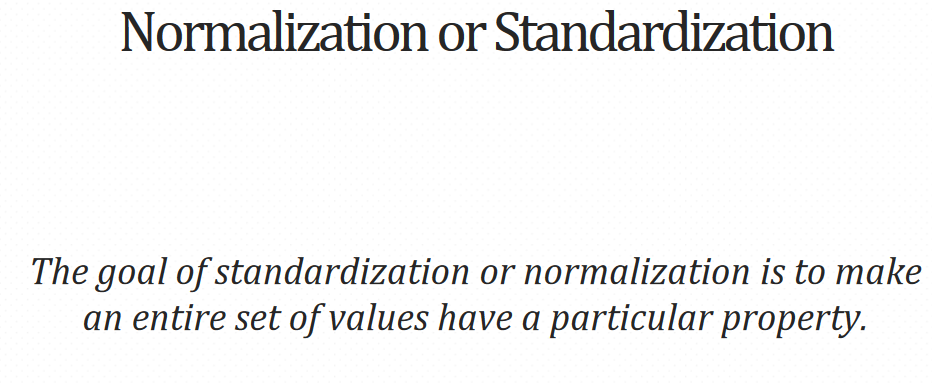 Normalization or Standardization
The goal of standardization or normalization is to make
an entire set of values have a particular property.